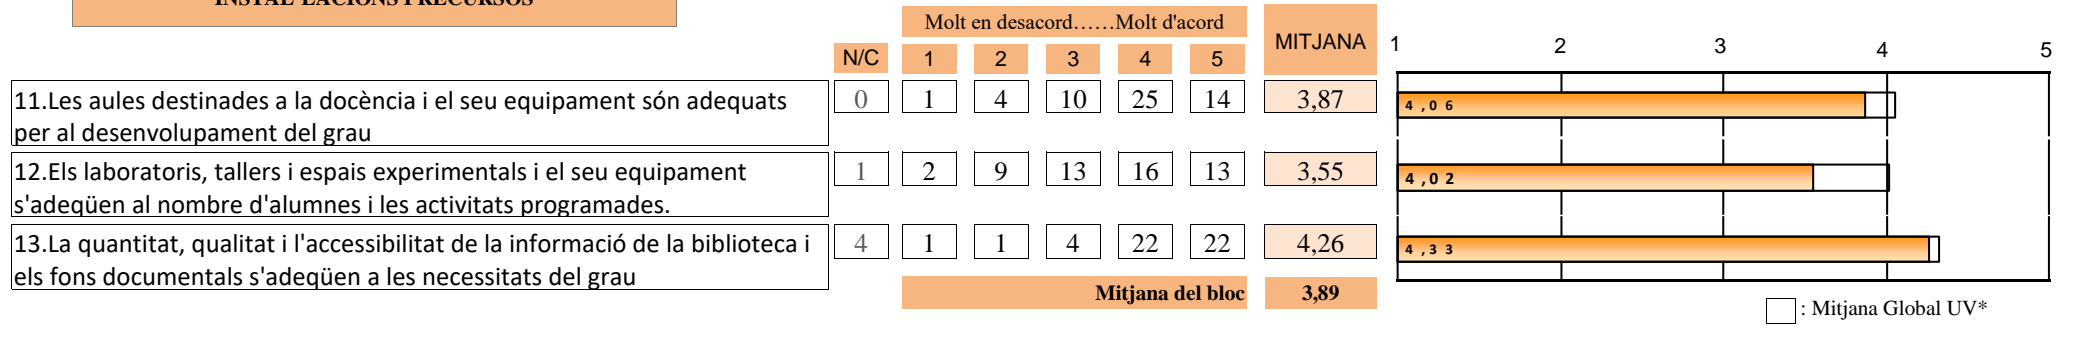 INSTAL·LACIONS I RECURSOS
Molt en desacord……Molt d'acord
MITJANA
N/C 1 2 3 4 5
1 2 3 4 5
11.Les aules destinades a la docència i el seu equipament són adequats
per al desenvolupament del grau
0 1 4 10 25 14 3,87
4,06
12.Els laboratoris, tallers i espais experimentals i el seu equipament
s'adeqüen al nombre d'alumnes i les activitats programades.
1 2 9 13 16 13 3,55
4,02
13.La quantitat, qualitat i l'accessibilitat de la informació de la biblioteca i
els fons documentals s'adeqüen a les necessitats del grau
4 1 1 4 22 22 4,26
4,33
Mitjana del bloc 3,89
: Mitjana Global UV*